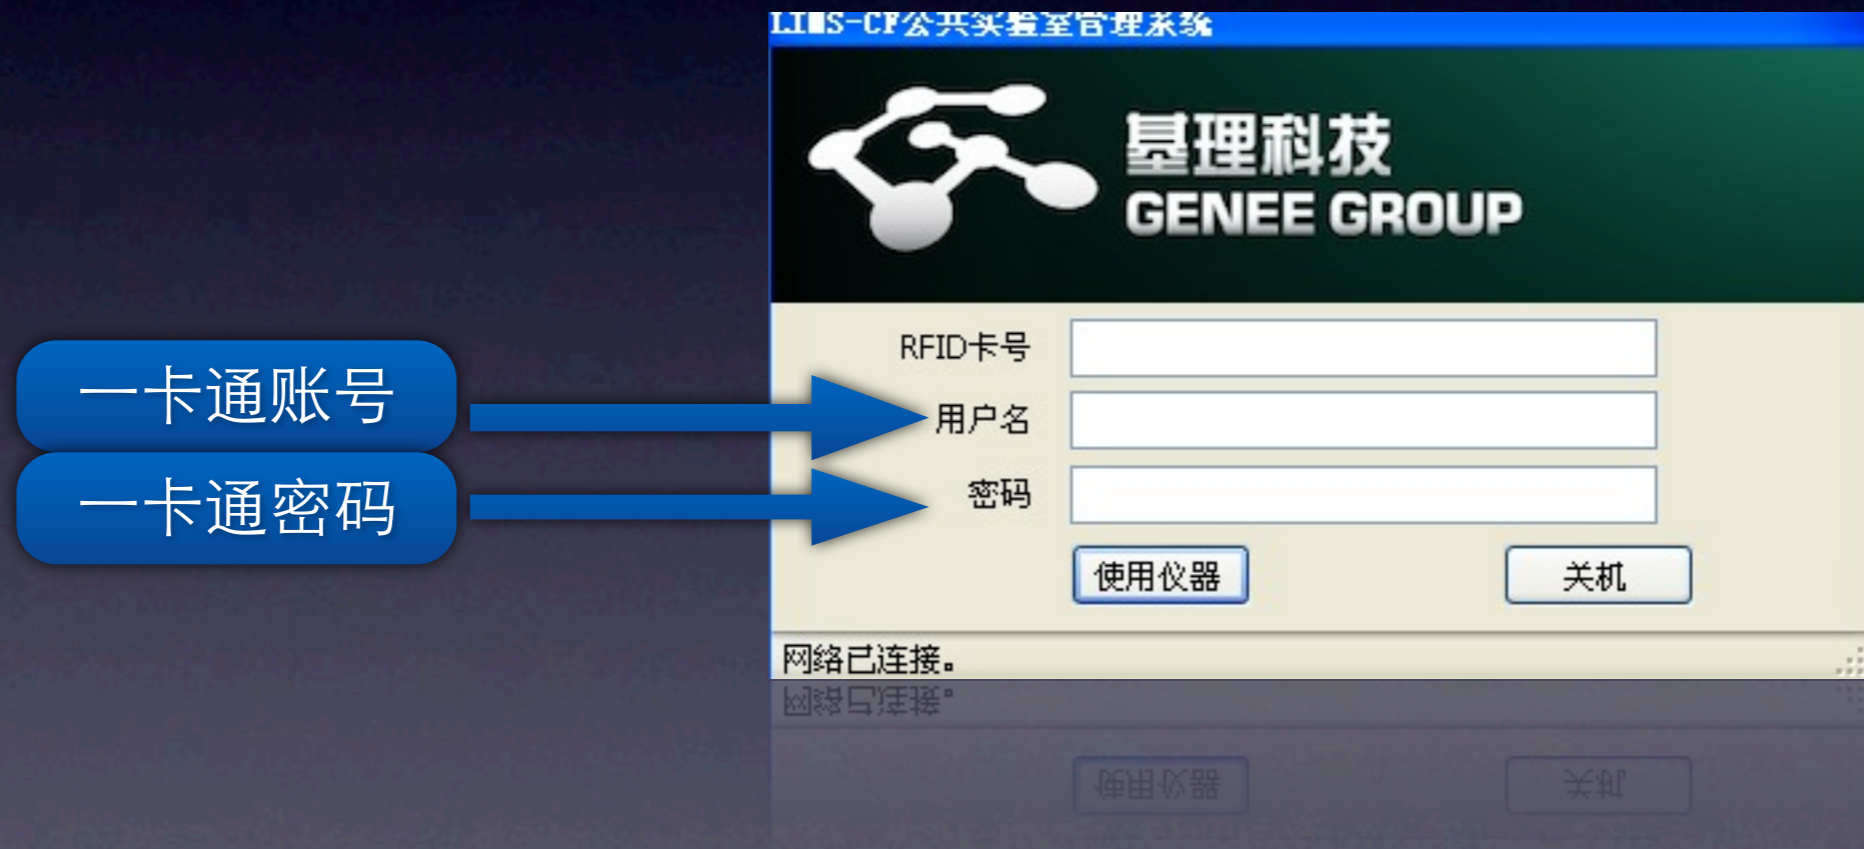 LIMS-CF公共实验室管理系统
基理科技
GENEE GROUP
RFID卡号
一卡通账号
用户名
一卡通密码
密码
使用仪器
关机
网络已连接。